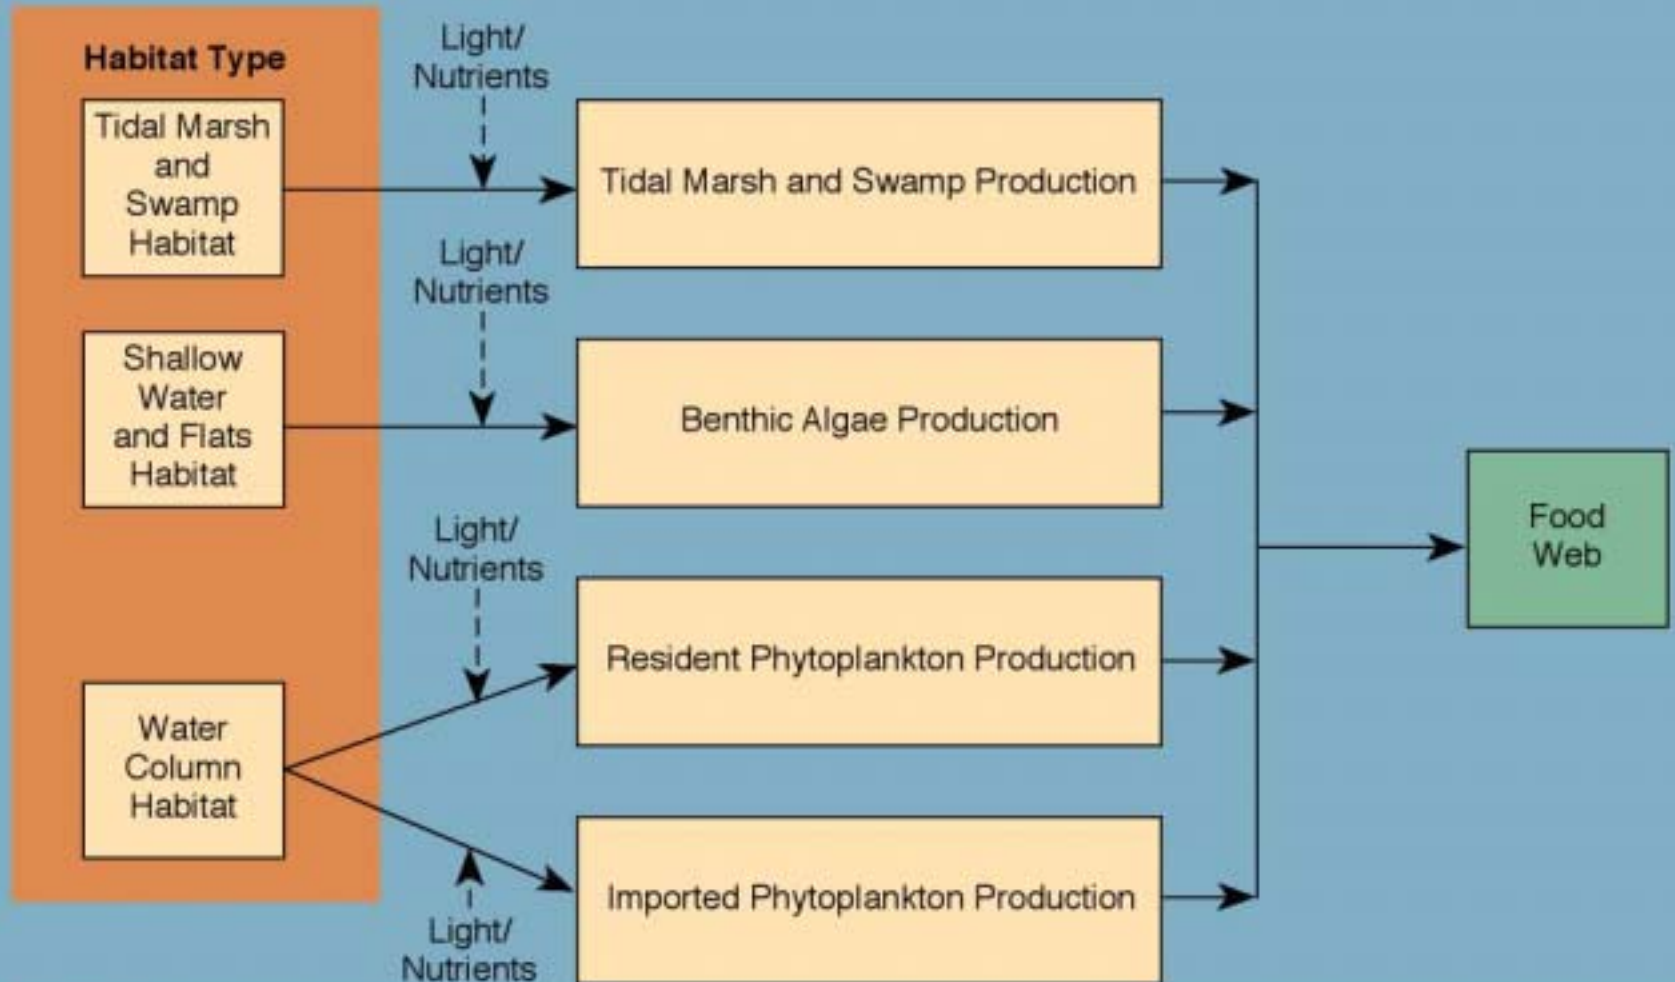 Habitat Type
Tidal Marsh
and
Swamp
Habitat
Light/
Nutrients
Tidal Marsh and Swamp Production
Shallow
Water
and Flats
Habitat
Light/
Nutrients
Benthic Algae Production
Water
Column
Habitat
Light/
Nutrients
Resident Phytoplankton Production
Light/
Nutrients
Imported Phytoplankton Production
Food
Web